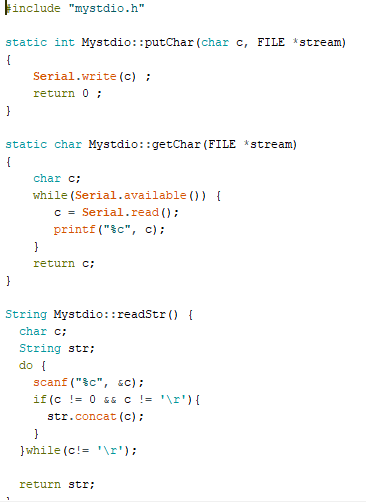 #include "mystdio.h"
static int Mystdio::putChar(char c, FILE *stream)
{
Serial.write(c) ;
return 0 ;
}
static char Mystdio::getChar(FILE *stream)
{
char c;
while(Serial.available()) {
c = Serial.read();
printf("%c", c);
}
return c;
}
String Mystdio::readStr() {
char c;
String str;
do {
scanf("%c", &c);
if(c != 0 && c != '\r'){
str.concat(c);
}
}while(c!= '\r');
return str;